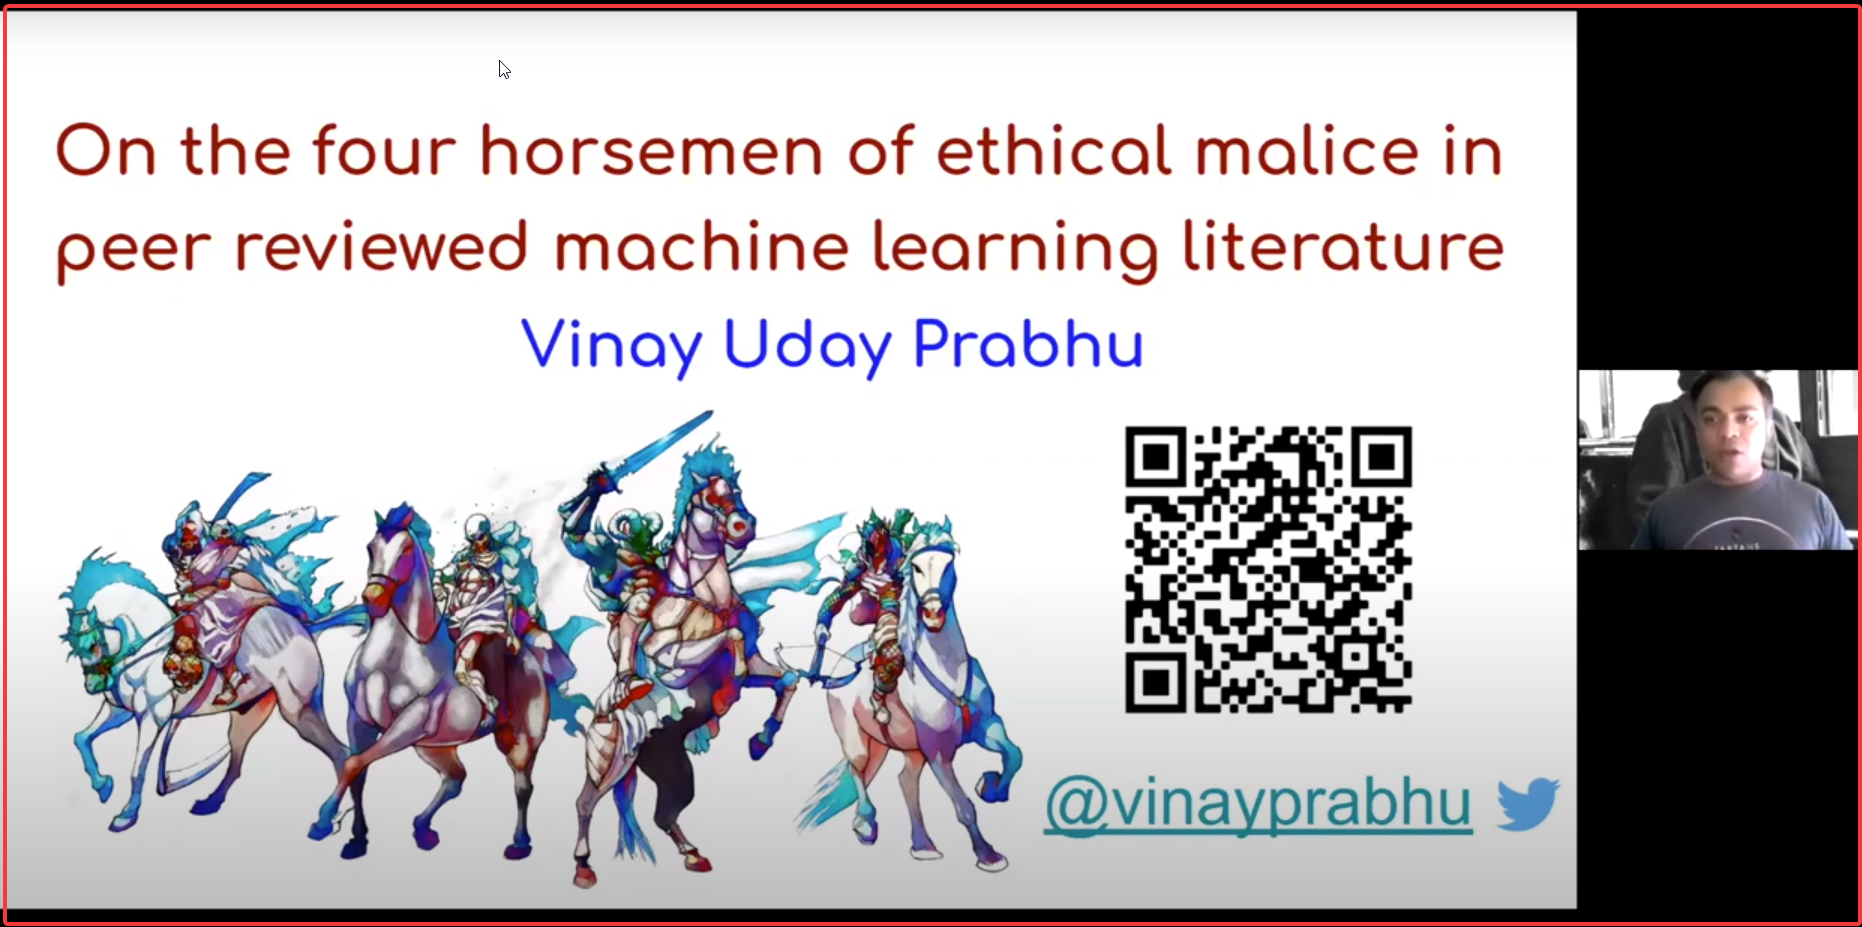 On the four horsemen of ethical malice in
peer reviewed machine learning literature
Vinay Uday Prabhu
@vinayprabhu